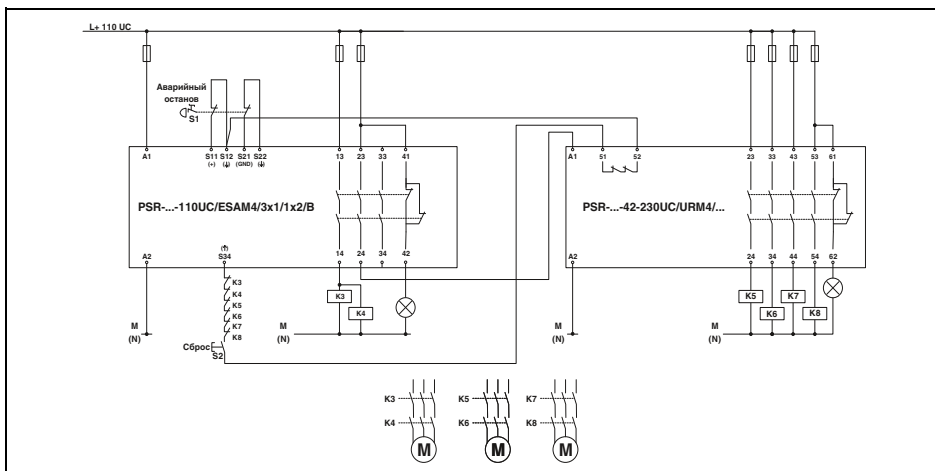 L+ 110 UC
Аварийный
останов
S1
A1 S11 S12 S21 S22 13 23 33 41
(+) (↓) (GND) (↓)
PSR-...-110UC/ESAM4/3x1/1x2/B
(↑)
A2 S34 14 24 34 42
K3
K4
K5
K6
K7
K8
Сброс
S2
M
(N)
K3
K4
M
(N)
A1 51 52 23 33 43 53 61
PSR-...-42-230UC/URM4/...
A2 24 34 44 54 62
K5 K7
K6 K8
M
(N)
M
(N)
K3 K5 K7
K4 K6 K8
M M M